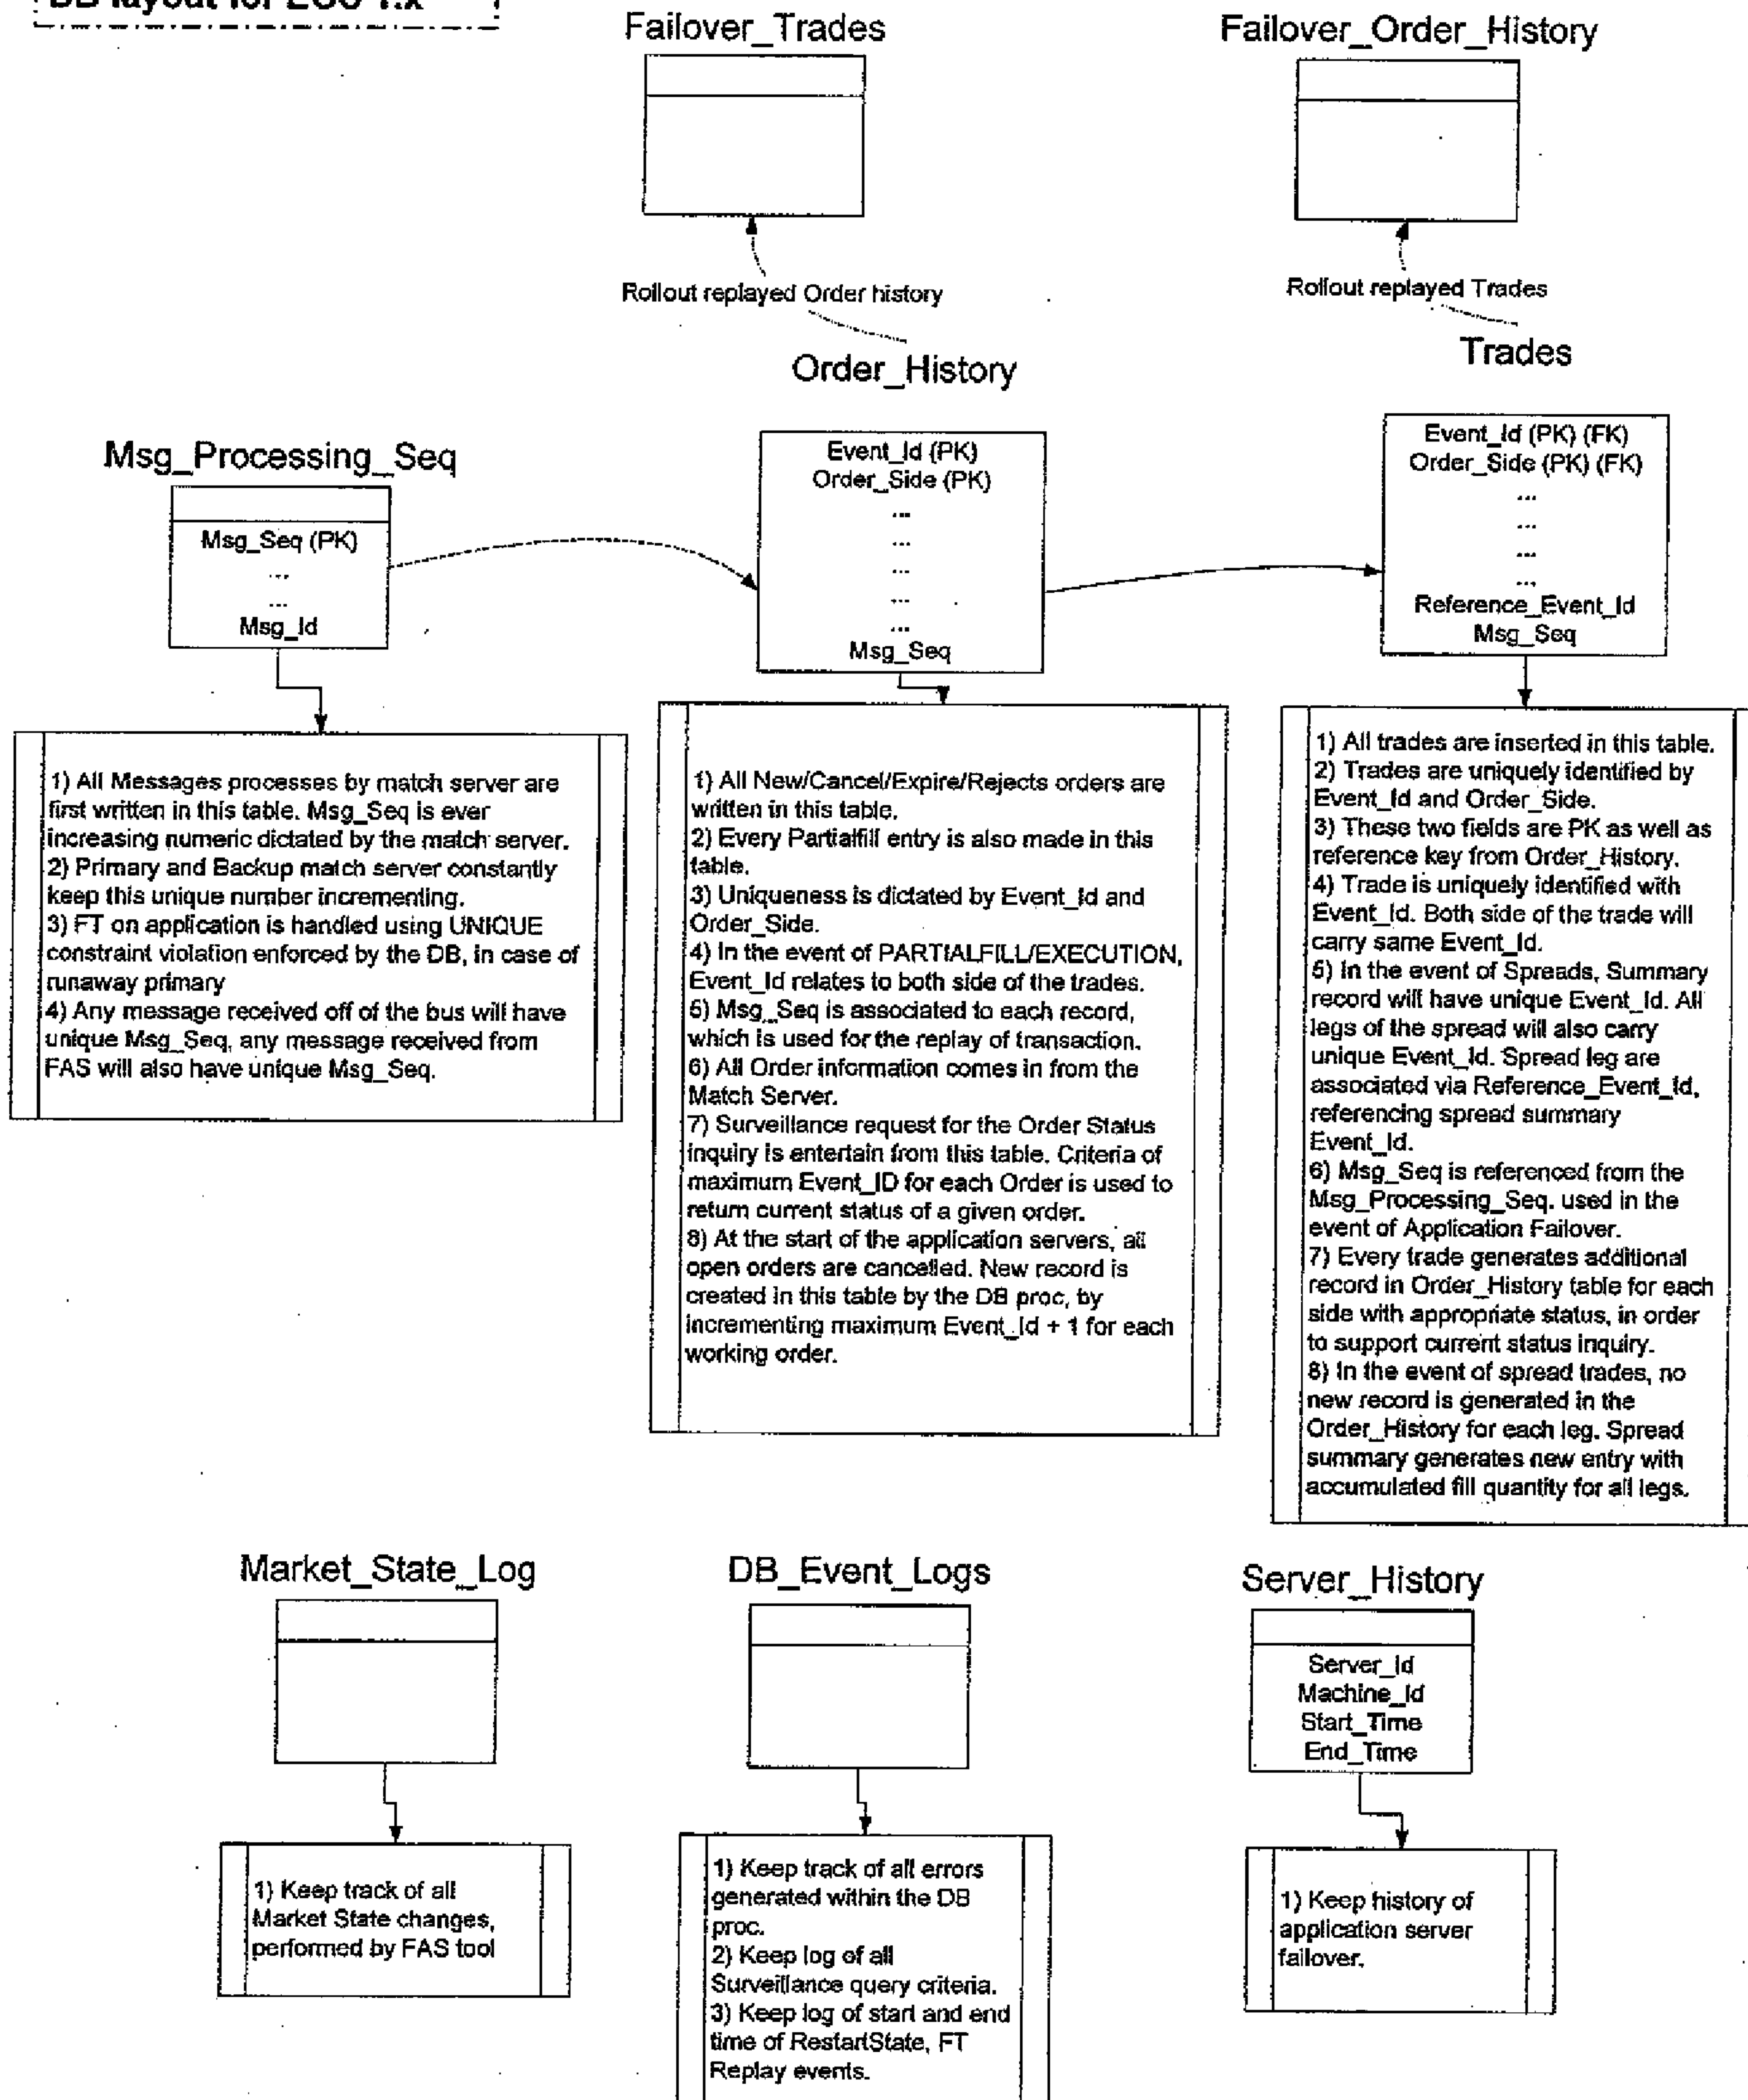 DB layout for
Failover_Trades
Failover_Order_History
Rollout replayed Order history
Rollout replayed Trades
Order_History
Trades
Msg_Processing_Seq
Msg_Seq (PK)
...
...
Msg_Id
Event_Id (PK)
Order_Side (PK)
...
...
...
...
...
Msg_Seq
Event_Id (PK) (FK)
Order_Side (PK) (FK)
...
...
...
...
Reference_Event_Id
Msg_Seq
1) All Messages processes by match server are
first written in this table. Msg_Seq is ever
increasing numeric dictated by the match server.
2) Primary and Backup match server constantly
keep this unique number incrementing.
3) FT on application is handled using UNIQUE
constraint violation enforced by the DB, in case of
runaway primary
4) Any message received off of the bus will have
unique Msg_Seq, any message received from
FAS will also have unique Msg_Seq.
1) All New/Cancel/Expire/Rejects orders are
written in this table.
2) Every Partialfill entry is also made in this
table.
3) Uniqueness is dictated by Event_Id and
Order_Side.
4) In the event of PARTIALFILL/EXECUTION,
Event_Id relates to both side of the trades.
5) Msg_Seq is associated to each record,
which is used for the replay of transaction.
6) All Order information comes in from the
Match Server.
7) Surveillance request for the Order Status
inquiry is entertain from this table. Criteria of
maximum Event_ID for each Order is used to
return current status of a given order.
8) At the start of the application servers, all
open orders are cancelled. New record is
created in this table by the DB proc, by
incrementing maximum Event_Id + 1 for each
working order.
1) All trades are inserted in this table.
2) Trades are uniquely identified by
Event_Id and Order_Side.
3) These two fields are PK as well as
reference key from Order_History.
4) Trade is uniquely identified with
Event_Id. Both side of the trade will
carry same Event_Id.
5) In the event of Spreads, Summary
record will have unique Event_Id. All
legs of the spread will also carry
unique Event_Id. Spread leg are
associated via Reference_Event_Id,
referencing spread summary
Event_Id.
6) Msg_Seq is referenced from the
Msg_Processing_Seq. used in the
event of Application Failover.
7) Every trade generates additional
record in Order_History table for each
side with appropriate status, in order
to support current status inquiry.
8) In the event of spread trades, no
new record is generated in the
Order_History for each leg. Spread
summary generates new entry with
accumulated fill quantity for all legs.
Market_State_Log
DB_Event_Logs
Server_History
Server_Id
Machine_Id
Start_Time
End_Time
1) Keep track of all
Market State changes,
performed by FAS tool
1) Keep track of all errors
generated within the DB
proc.
2) Keep log of all
Surveillance query criteria.
3) Keep log of start and end
time of RestartState, FT
Replay events.
1) Keep history of
application server
failover.